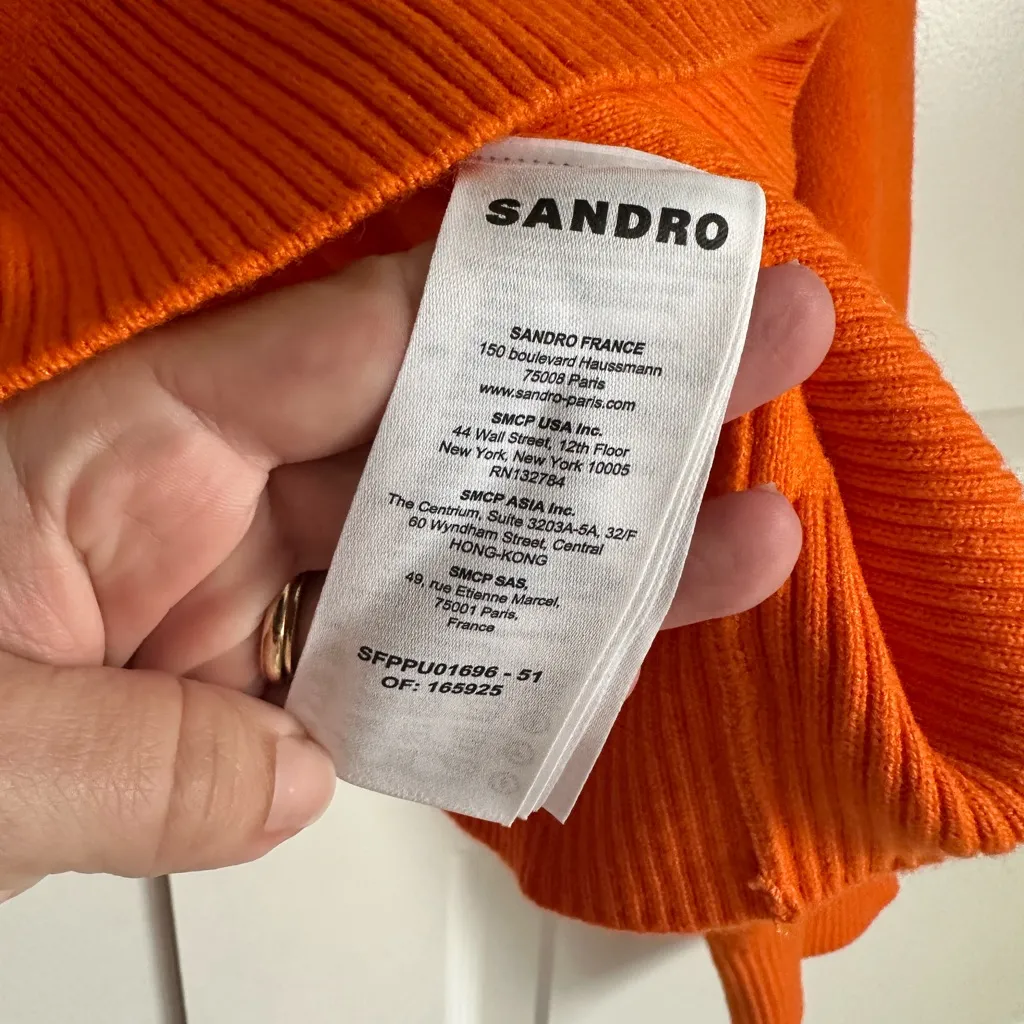 SANDRO
SANDRO FRANCE
150 boulevard Haussmann
75008 Paris
www.sandro-paris.com
SMCP USA Inc.
44 Wall Street, 12th Floor
New York, New York 10005
RN132784
SMCP ASIA Inc.
The Centrium, Suite 3203A-5A, 32/F
60 Wyndham Street, Central
HONG-KONG
SMCP SAS,
49, rue Etienne Marcel,
75001 Paris,
France
SFPPU01696 - 51
OF: 165925